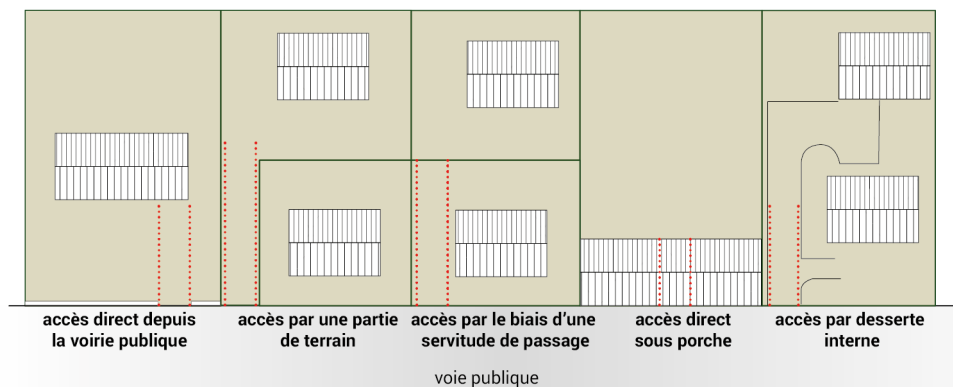 accès direct depuis
la voirie publique
accès par une partie
de terrain
accès par le biais d'une
servitude de passage
accès direct
sous porche
accès par desserte
interne
voie publique